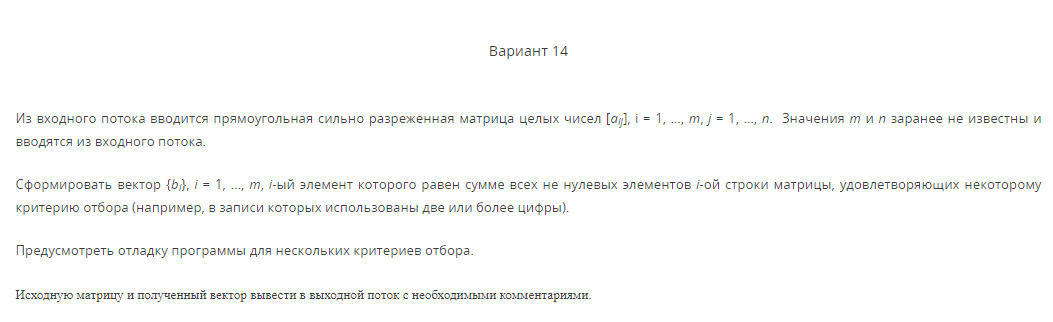 Вариант 14
Из входного потока вводится прямоугольная сильно разреженная матрица целых чисел [aij], i = 1, ..., m, j = 1, ..., n. Значения m и n заранее не известны и
вводятся из входного потока.
Сформировать вектор {bi}, i = 1, ..., m, i-ый элемент которого равен сумме всех не нулевых элементов i-ой строки матрицы, удовлетворяющих некоторому
критерию отбора (например, в записи которых использованы две или более цифры).
Предусмотреть отладку программы для нескольких критериев отбора.
Исходную матрицу и полученный вектор вывести в выходной поток с необходимыми комментариями.